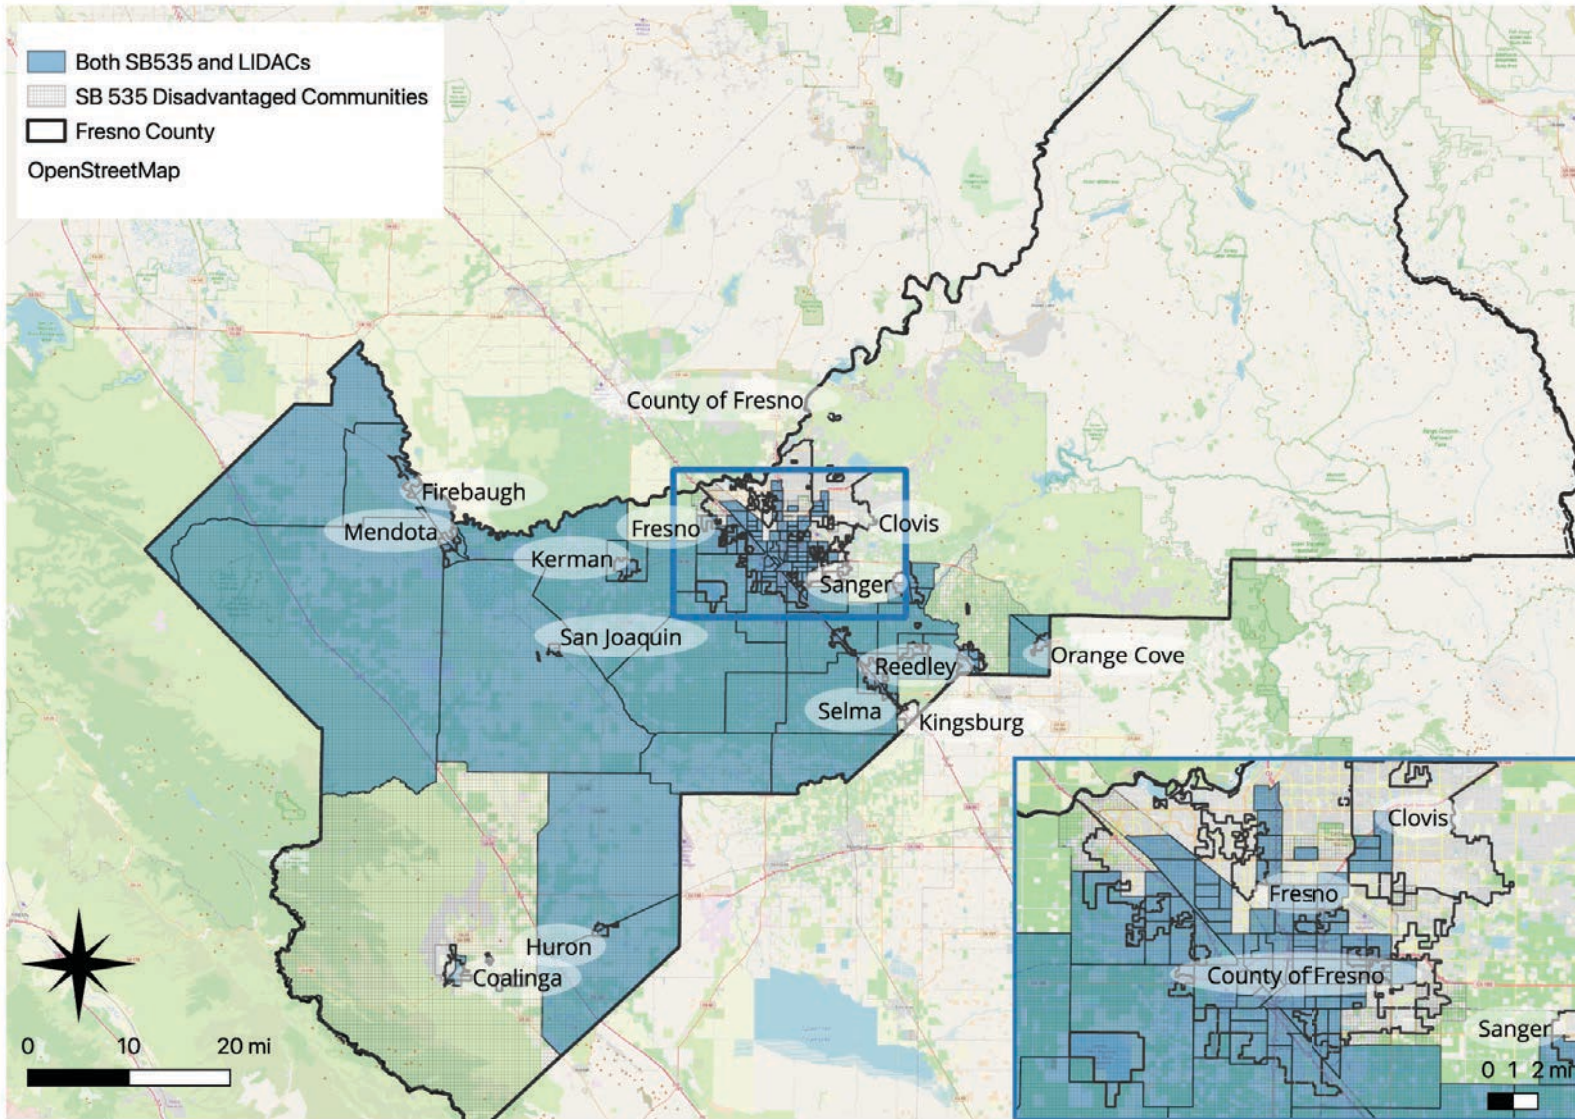 Both SB535 and LIDACs
SB 535 Disadvantaged Communities
Fresno County
OpenStreetMap
County of Fresno
Firebaugh
Mendota
Fresno
Clovis
Kerman
Sanger
San Joaquin
Orange Cove
Reedley
Selma
Kingsburg
Huron
Coalinga
0 10 20 mi
Clovis
Fresno
County of Fresno
Sanger
0 1 2 mi